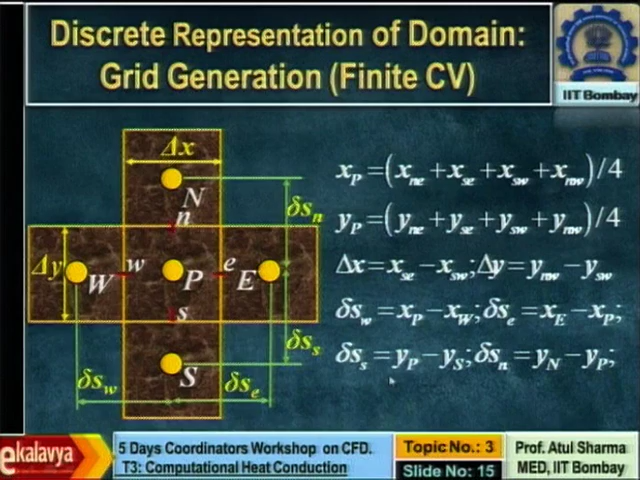 Discrete Representation of Domain:
Grid Generation (Finite CV)
IIT Bombay
Δx
N
n
δsₙ
Δy
W
w
P
e
E
s
δsₛ
S
δs_w
δsₑ
x_P = (x_ne + x_se + x_sw + x_nw)/4
y_P = (y_ne + y_se + y_sw + y_nw)/4
Δx = x_se − x_sw; Δy = y_nw − y_sw
δs_w = x_P − x_W; δs_e = x_E − x_P;
δs_s = y_P − y_S; δs_n = y_N − y_P;
ekalavya
5 Days Coordinators Workshop on CFD.
T3: Computational Heat Conduction
Topic No.: 3
Slide No: 15
Prof. Atul Sharma
MED, IIT Bombay